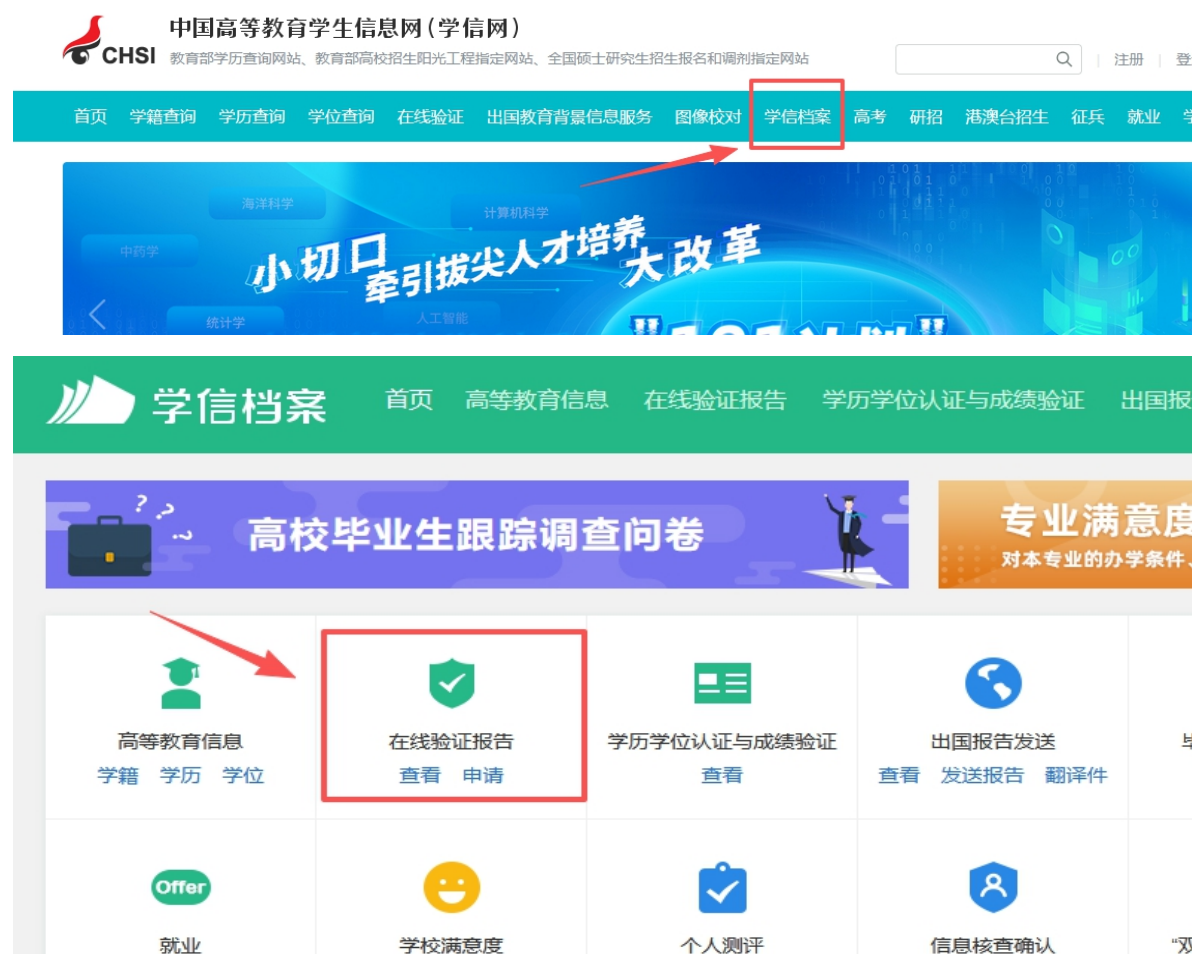 中国高等教育学生信息网(学信网)
CHSI 教育部学历查询网站、教育部高校招生阳光工程指定网站、全国硕士研究生招生报名和调剂指定网站
注册
首页 学籍查询 学历查询 学位查询 在线验证 出国教育背景信息服务 图像校对 学信档案 高考 研招 港澳台招生 征兵 就业
海洋科学
计算机科学
中药学
小切口
牵引拔尖人才培养
大改革
统计学
人工智能
学信档案 首页 高等教育信息 在线验证报告 学历学位认证与成绩验证 出国报
高校毕业生跟踪调查问卷
专业满意度
对本专业的办学条件、
高等教育信息
学籍 学历 学位
在线验证报告
查看 申请
学历学位认证与成绩验证
查看
出国报告发送
查看 发送报告 翻译件
Offer
就业
学校满意度
个人测评
信息核查确认
“双